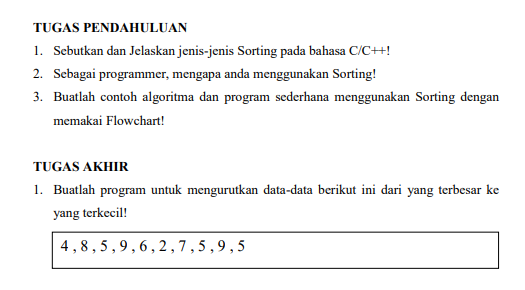 TUGAS PENDAHULUAN
1. Sebutkan dan Jelaskan jenis-jenis Sorting pada bahasa C/C++!
2. Sebagai programmer, mengapa anda menggunakan Sorting!
3. Buatlah contoh algoritma dan program sederhana menggunakan Sorting dengan
memakai Flowchart!
TUGAS AKHIR
1. Buatlah program untuk mengurutkan data-data berikut ini dari yang terbesar ke
yang terkecil!
4 , 8 , 5 , 9 , 6 , 2 , 7 , 5 , 9 , 5